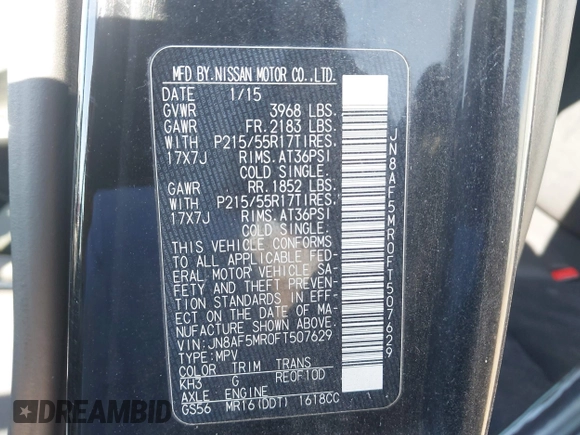 MFD BY NISSAN MOTOR CO.,LTD.
DATE 1/15
GVWR 3968 LBS.
GAWR FR.2183 LBS.
WITH P215/55R17TIRES.
17X7J RIMS.AT36PSI
COLD SINGLE.
GAWR RR.1852 LBS.
WITH P215/55R17TIRES.
17X7J RIMS.AT36PSI
COLD SINGLE.
THIS VEHICLE CONFORMS
TO ALL APPLICABLE FED-
ERAL MOTOR VEHICLE SA-
FETY AND THEFT PREVEN-
TION STANDARDS IN EFF-
ECT ON THE DATE OF MA-
NUFACTURE SHOWN ABOVE.
VIN:JN8AF5MR0FT507629
TYPE:MPV
COLOR TRIM TRANS
KH3 G RE0F10D
AXLE ENGINE
GS56 MR16(DDT) 1618CC
JN8AF5MR0FT507629
DREAMBID.COM